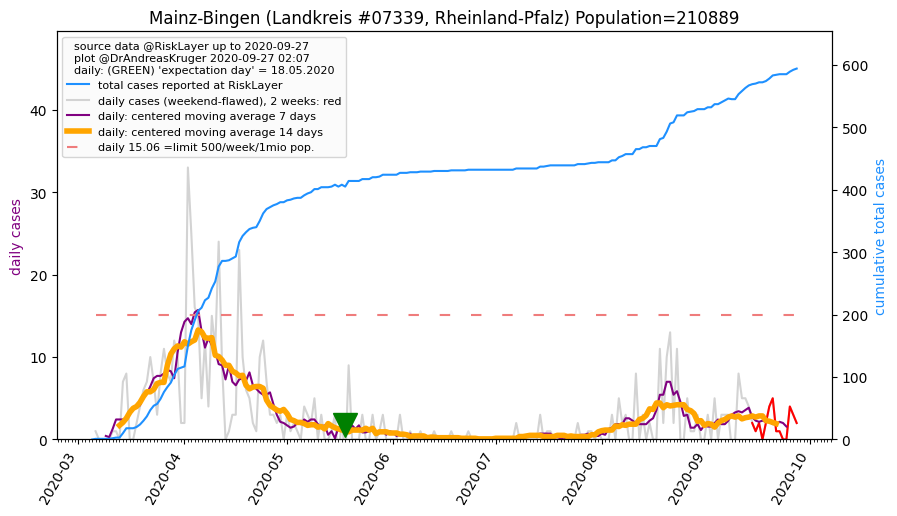 Mainz-Bingen (Landkreis #07339, Rheinland-Pfalz) Population=210889
source data @RiskLayer up to 2020-09-27
plot @DrAndreasKruger 2020-09-27 02:07
daily: (GREEN) 'expectation day' = 18.05.2020
total cases reported at RiskLayer
daily cases (weekend-flawed), 2 weeks: red
daily: centered moving average 7 days
daily: centered moving average 14 days
daily 15.06 =limit 500/week/1mio pop.
daily cases
0
10
20
30
40
cumulative total cases
0
100
200
300
400
500
600
2020-03
2020-04
2020-05
2020-06
2020-07
2020-08
2020-09
2020-10